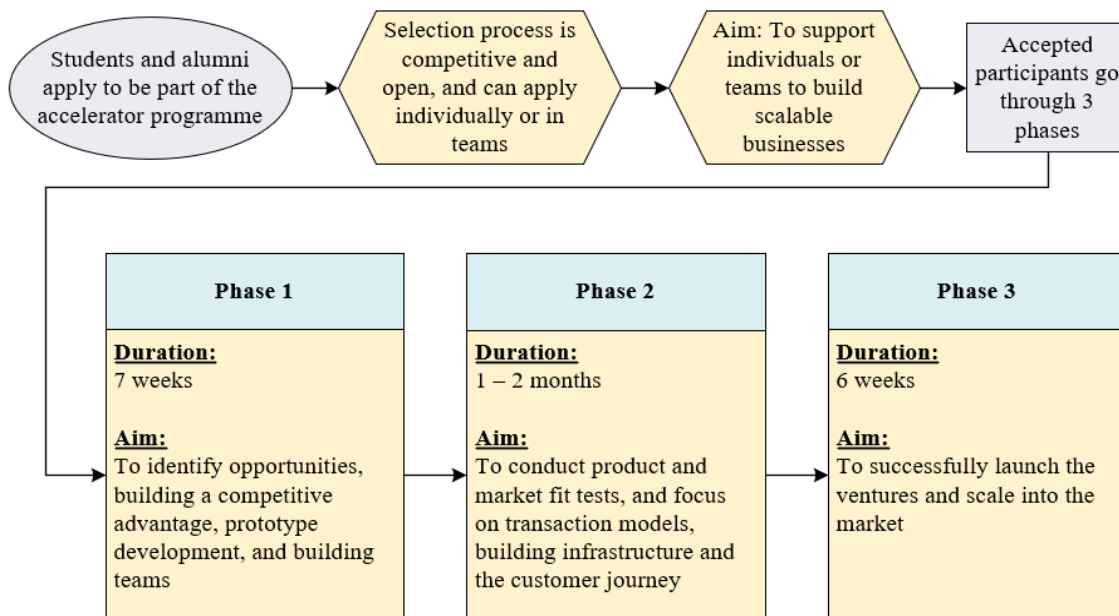 Students and alumni
apply to be part of the
accelerator programme
Selection process is
competitive and
open, and can apply
individually or in
teams
Aim: To support
individuals or
teams to build
scalable
businesses
Accepted
participants go
through 3
phases
Phase 1
Duration:
7 weeks
Aim:
To identify opportunities,
building a competitive
advantage, prototype
development, and building
teams
Phase 2
Duration:
1 – 2 months
Aim:
To conduct product and
market fit tests, and focus
on transaction models,
building infrastructure and
the customer journey
Phase 3
Duration:
6 weeks
Aim:
To successfully launch the
ventures and scale into the
market